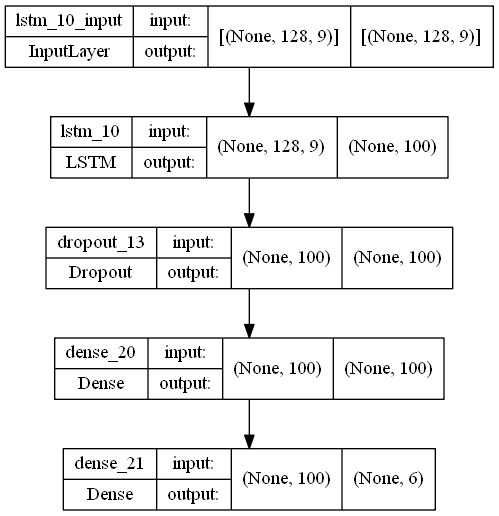 lstm_10_input input: [(None, 128, 9)] [(None, 128, 9)]
InputLayer output:
lstm_10 input: (None, 128, 9) (None, 100)
LSTM output:
dropout_13 input: (None, 100) (None, 100)
Dropout output:
dense_20 input: (None, 100) (None, 100)
Dense output:
dense_21 input: (None, 100) (None, 6)
Dense output: